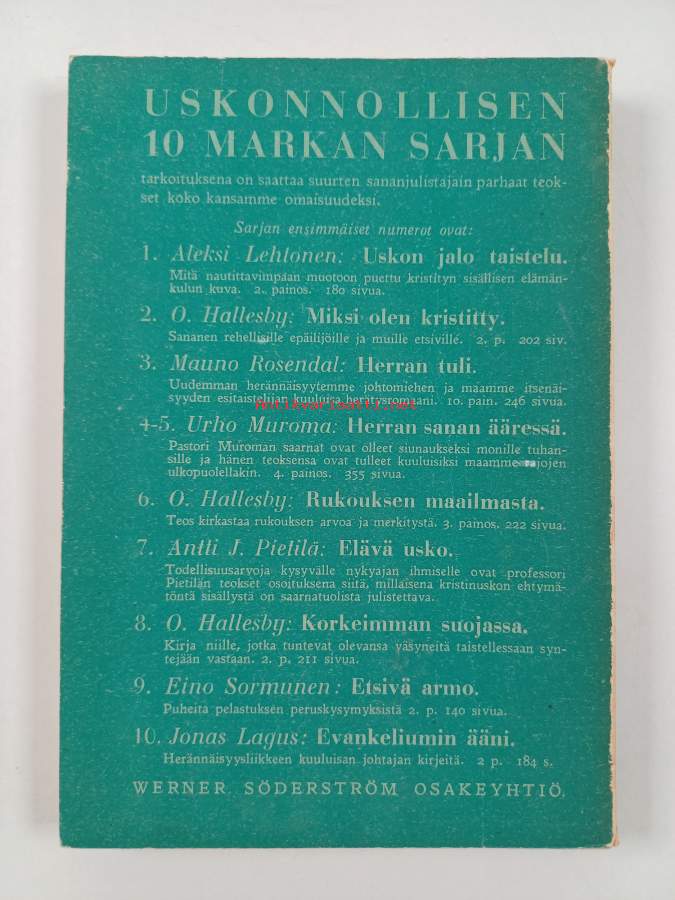 USKONNOLLISEN
10 MARKAN SARJAN
tarkoituksena on saattaa suurten sananjulistajain parhaat teok-
set koko kansamme omaisuudeksi.
Sarjan ensimmäiset numerot ovat:
1. Aleksi Lehtonen: Uskon jalo taistelu.
Mitä nautittavimpaan muotoon puettu kristityn sisällisen elämän-
kulun kuva. 2. painos. 180 sivua.
2. O. Hallesby: Miksi olen kristitty.
Sananen rehellisille epäilijöille ja muille etsiville. 2. p. 202 siv.
3. Mauno Rosendal: Herran tuli.
Uudemman herännäisyytemme johtomiehen ja maamme itsenäi-
syyden esitaistelijan kuuluisa herätysromaani. 10. pain. 246 sivua.
antikvariaatti.net
4-5. Urho Muroma: Herran sanan ääressä.
Pastori Muroman saarnat ovat olleet siunaukseksi monille tuhan-
sille ja hänen teoksensa ovat tulleet kuuluisiksi maamme rajojen
ulkopuolellakin. 4. painos. 355 sivua.
6. O. Hallesby: Rukouksen maailmasta.
Teos kirkastaa rukouksen arvoa ja merkitystä. 3. painos. 222 sivua.
7. Antti J. Pietilä: Elävä usko.
Todellisuusarvoja kysyvälle nykyajan ihmiselle ovat professori
Pietilän teokset osoituksena siitä, millaisena kristinuskon ehtymä-
töntä sisällystä on saarnatuolista julistettava.
8. O. Hallesby: Korkeimman suojassa.
Kirja niille, jotka tuntevat olevansa väsyneitä taistellessaan syn-
tejään vastaan. 2. p. 211 sivua.
9. Eino Sormunen: Etsivä armo.
Puheita pelastuksen peruskysymyksistä 2. p. 140 sivua.
10. Jonas Lagus: Evankeliumin ääni.
Herännäisyysliikkeen kuuluisan johtajan kirjeitä. 2 p. 184 s.
WERNER SÖDERSTRÖM OSAKEYHTIÖ